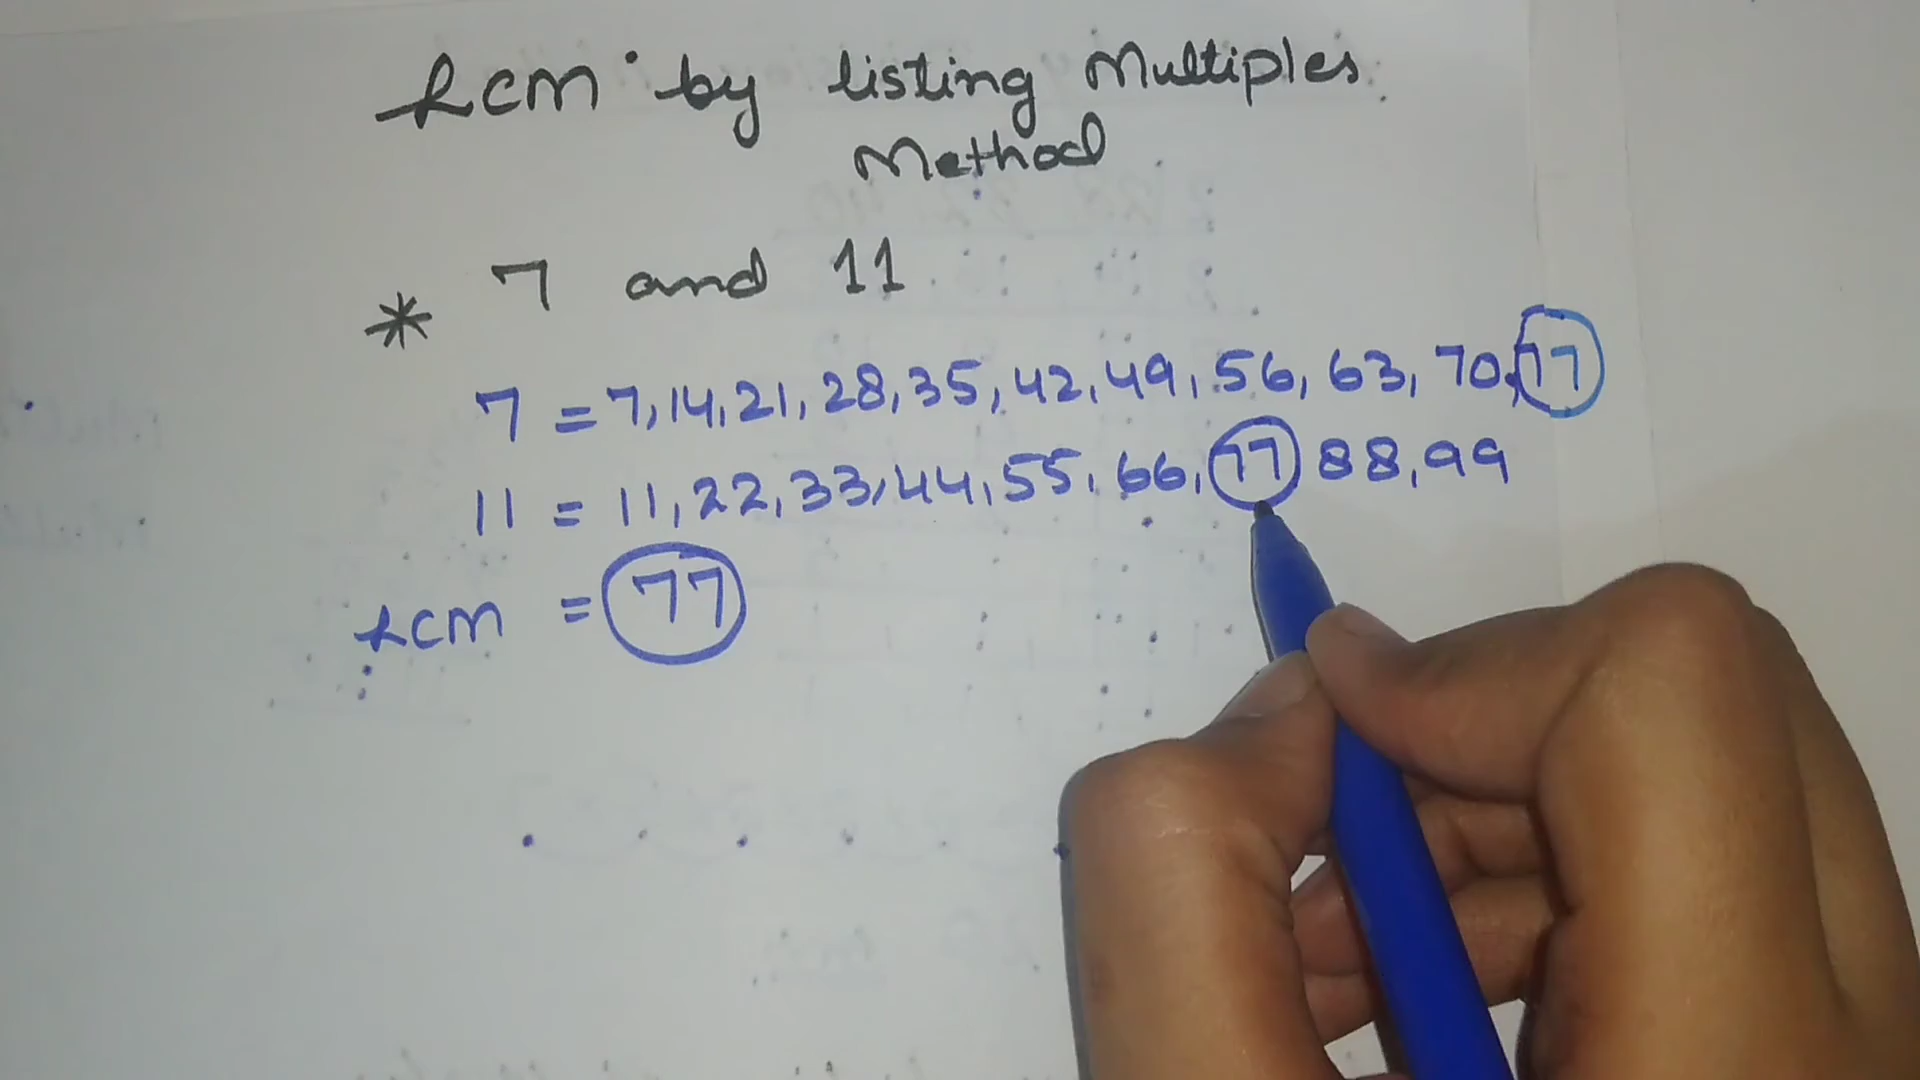 LCM by listing Multiples
Method
* 7 and 11
7 = 7,14,21,28,35,42,49,56,63,70,77
11 = 11,22,33,44,55,66,77 88,99
LCM = 77